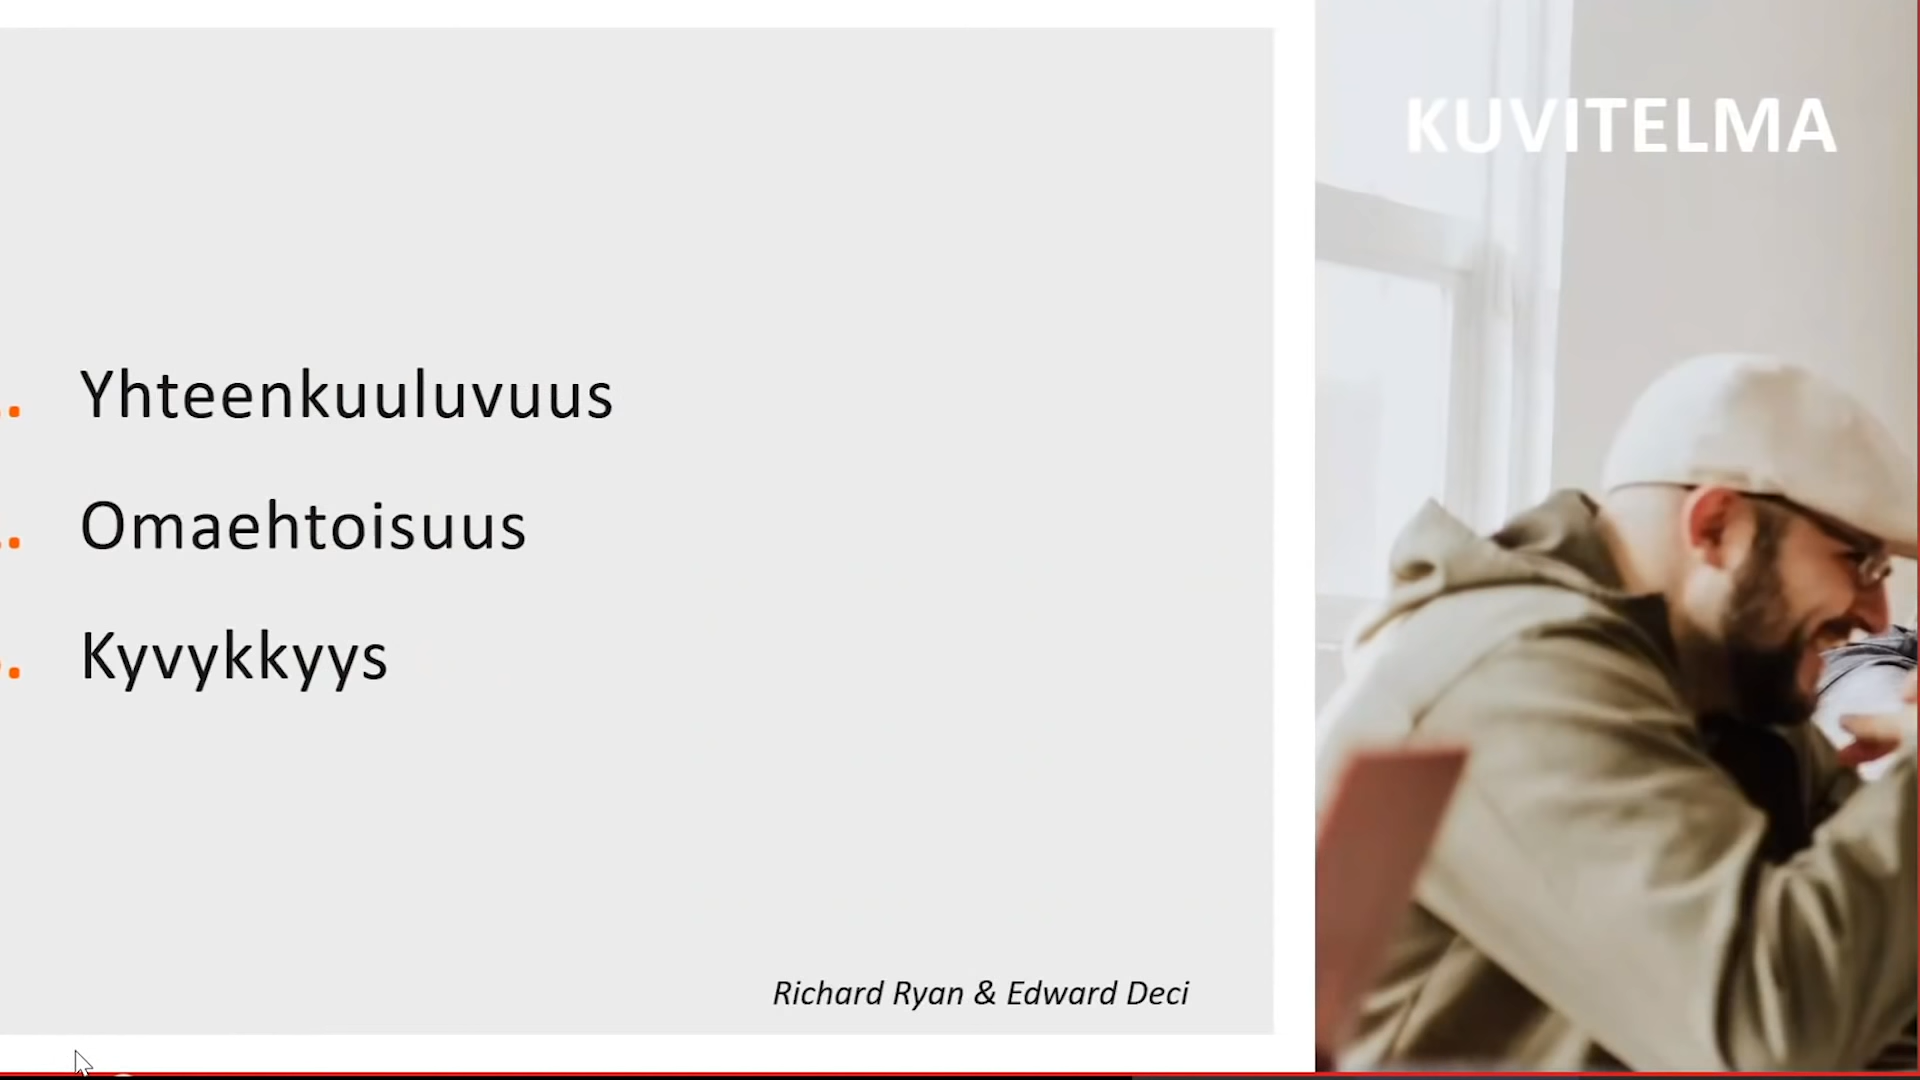 KUVITELMA
Yhteenkuuluvuus
Omaehtoisuus
Kyvykkyys
Richard Ryan & Edward Deci